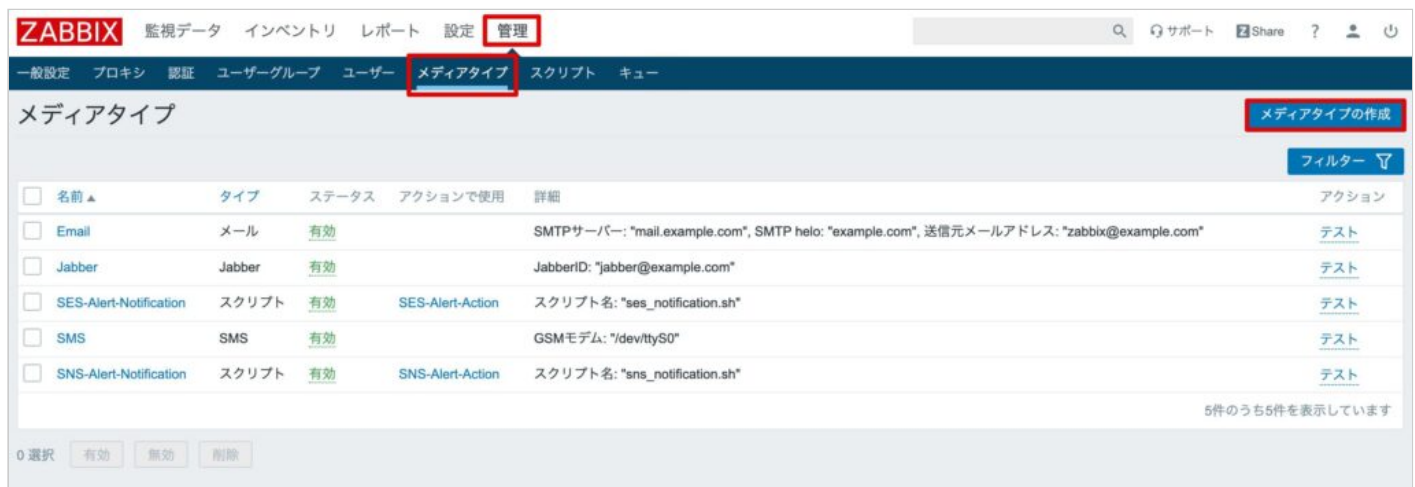 ZABBIX 監視データ インベントリ レポート 設定 管理 サポート Z Share ?
一般設定 プロキシ 認証 ユーザーグループ ユーザー メディアタイプ スクリプト キュー
メディアタイプ メディアタイプの作成
フィルター
名前▲ タイプ ステータス アクションで使用 詳細 アクション
Email メール 有効 SMTPサーバー: "mail.example.com", SMTP helo: "example.com", 送信元メールアドレス: "zabbix@example.com" テスト
Jabber Jabber 有効 JabberID: "jabber@example.com" テスト
SES-Alert-Notification スクリプト 有効 SES-Alert-Action スクリプト名: "ses_notification.sh" テスト
SMS SMS 有効 GSMモデム: "/dev/ttyS0" テスト
SNS-Alert-Notification スクリプト 有効 SNS-Alert-Action スクリプト名: "sns_notification.sh" テスト
5件のうち5件を表示しています
0 選択 有効 無効 削除